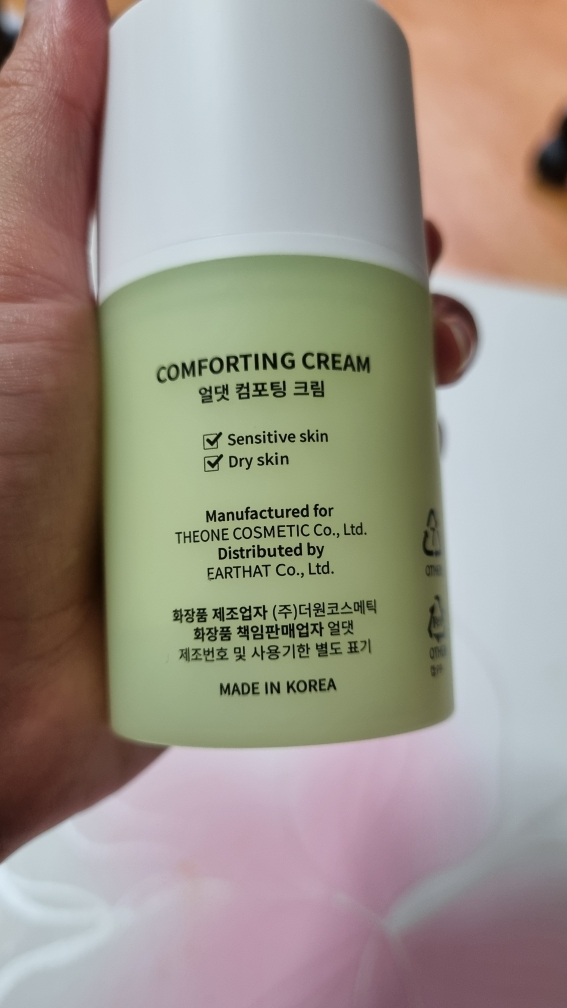 COMFORTING CREAM
얼댓 컴포팅 크림
Sensitive skin
Dry skin
Manufactured for
THEONE COSMETIC Co., Ltd.
Distributed by
EARTHAT Co., Ltd.
화장품 제조업자 (주)더원코스메틱
화장품 책임판매업자 얼댓
제조번호 및 사용기한 별도 표기
MADE IN KOREA